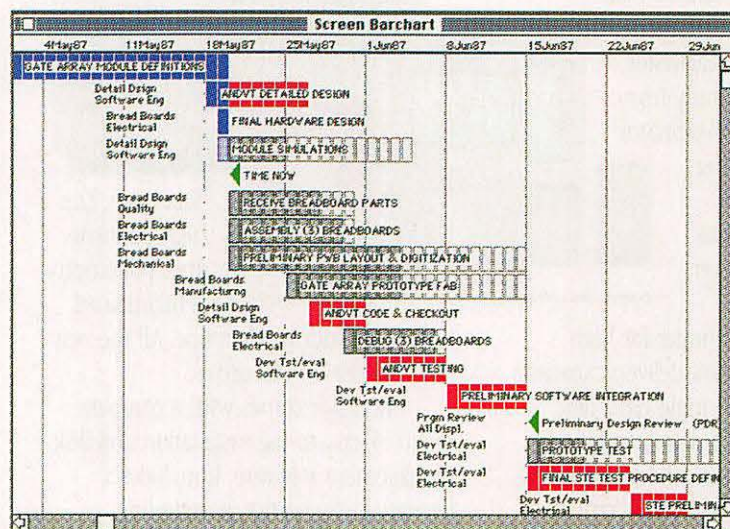 Screen Barchart
4May87 11May87 18May87 25May87 1Jun87 8Jun87 15Jun87 22Jun87 29Jun
GATE ARRAY MODULE DEFINITIONS
Detail Dsign
Software Eng
ANDVT DETAILED DESIGN
Bread Boards
Electrical
FINAL HARDWARE DESIGN
Detail Dsign
Software Eng
MODULE SIMULATIONS
TIME NOW
Bread Boards
Quality
RECEIVE BREADBOARD PARTS
Bread Boards
Electrical
ASSEMBLY (3) BREADBOARDS
Bread Boards
Mechanical
PRELIMINARY PWB LAYOUT & DIGITIZATION
Bread Boards
Manufacturng
GATE ARRAY PROTOTYPE FAB
Detail Dsign
Software Eng
ANDVT CODE & CHECKOUT
Bread Boards
Electrical
DEBUG (3) BREADBOARDS
Dev Tst/eval
Software Eng
ANDVT TESTING
Dev Tst/eval
Software Eng
PRELIMINARY SOFTWARE INTEGRATION
Prgn Review
All Displ.
Preliminary Design Review (PDR
Dev Tst/eval
Electrical
PROTOTYPE TEST
Dev Tst/eval
Electrical
FINAL STE TEST PROCEDURE DEFIN
Dev Tst/eval
Electrical
STE PRELIMIN